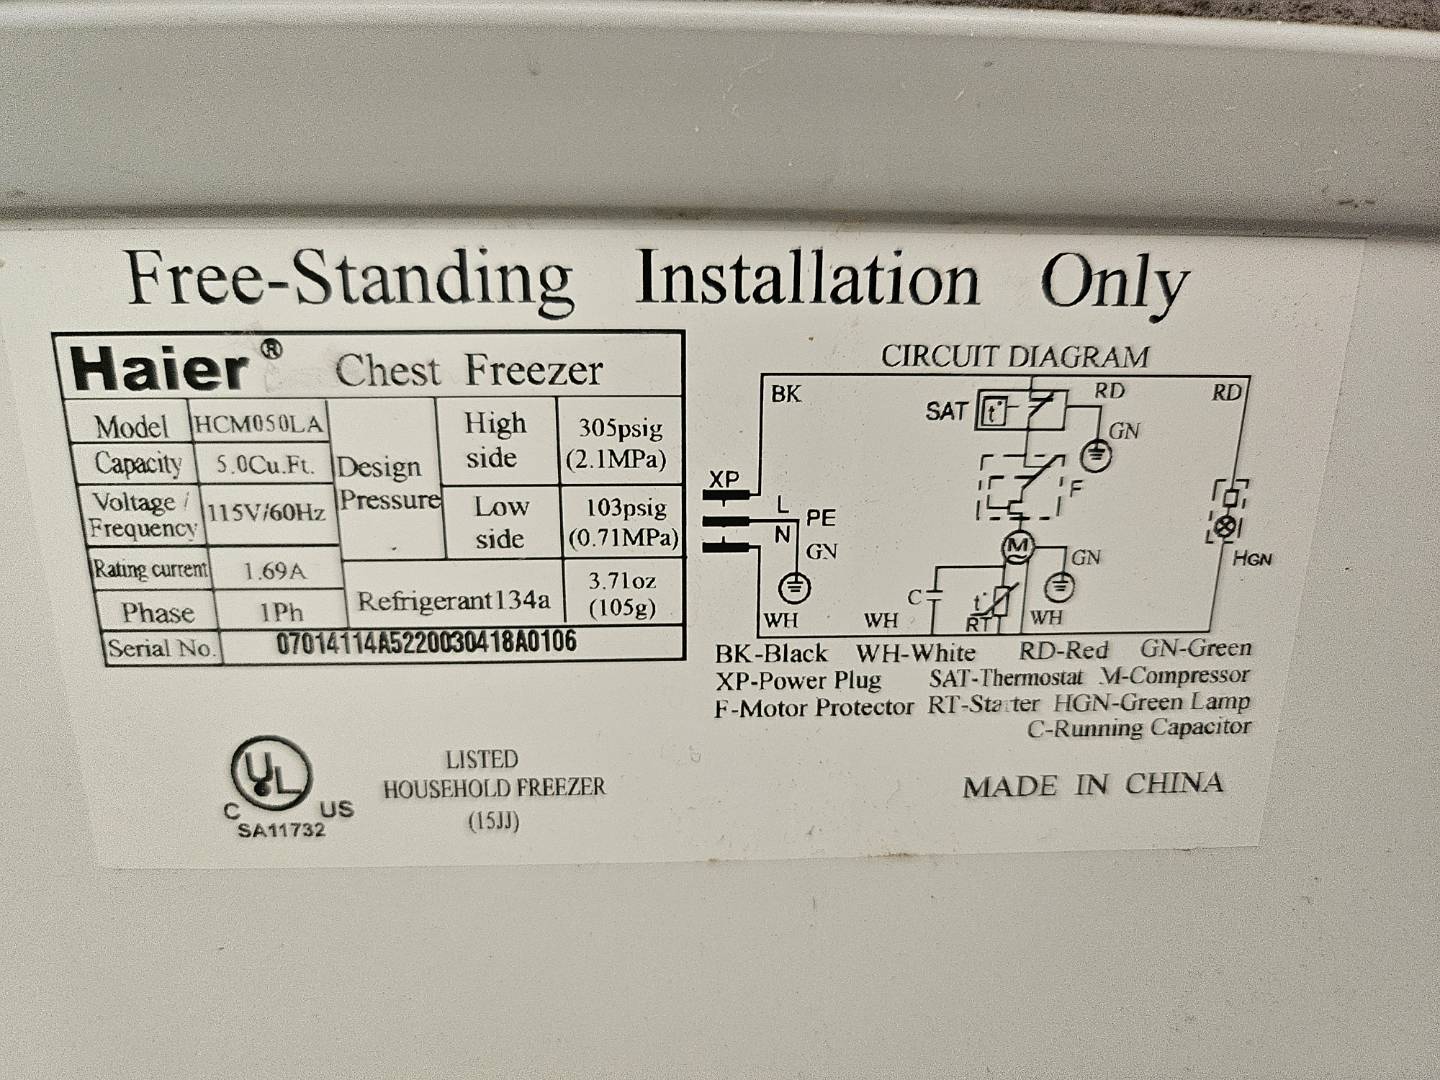 Free-Standing Installation Only
Haier® Chest Freezer
Model HCM050LA
Capacity 5.0Cu.Ft.
Voltage / Frequency 115V/60Hz
Rating current 1.69A
Phase 1Ph
Design Pressure
High side 305psig (2.1MPa)
Low side 103psig (0.71MPa)
Refrigerant134a 3.71oz (105g)
Serial No. 07014114A5220030418A0106
CIRCUIT DIAGRAM
BK
RD
RD
SAT
t°
GN
F
XP
L
PE
N
GN
M
GN
HGN
C
t°
RT
WH
WH
WH
BK-Black WH-White RD-Red GN-Green
XP-Power Plug SAT-Thermostat M-Compressor
F-Motor Protector RT-Starter HGN-Green Lamp
C-Running Capacitor
UL
C US
SA11732
LISTED
HOUSEHOLD FREEZER
(15JJ)
MADE IN CHINA